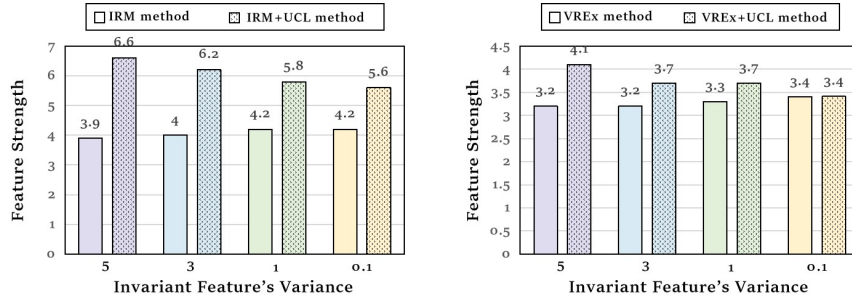 IRM method IRM+UCL method
7
6
5
4
3
2
1
0
Feature Strength
3.9 6.6 4 6.2 4.2 5.8 4.2 5.6
5 3 1 0.1
Invariant Feature's Variance
VREx method VREx+UCL method
4.5
4
3.5
3
2.5
2
1.5
1
0.5
0
Feature Strength
3.2 4.1 3.2 3.7 3.3 3.7 3.4 3.4
5 3 1 0.1
Invariant Feature's Variance